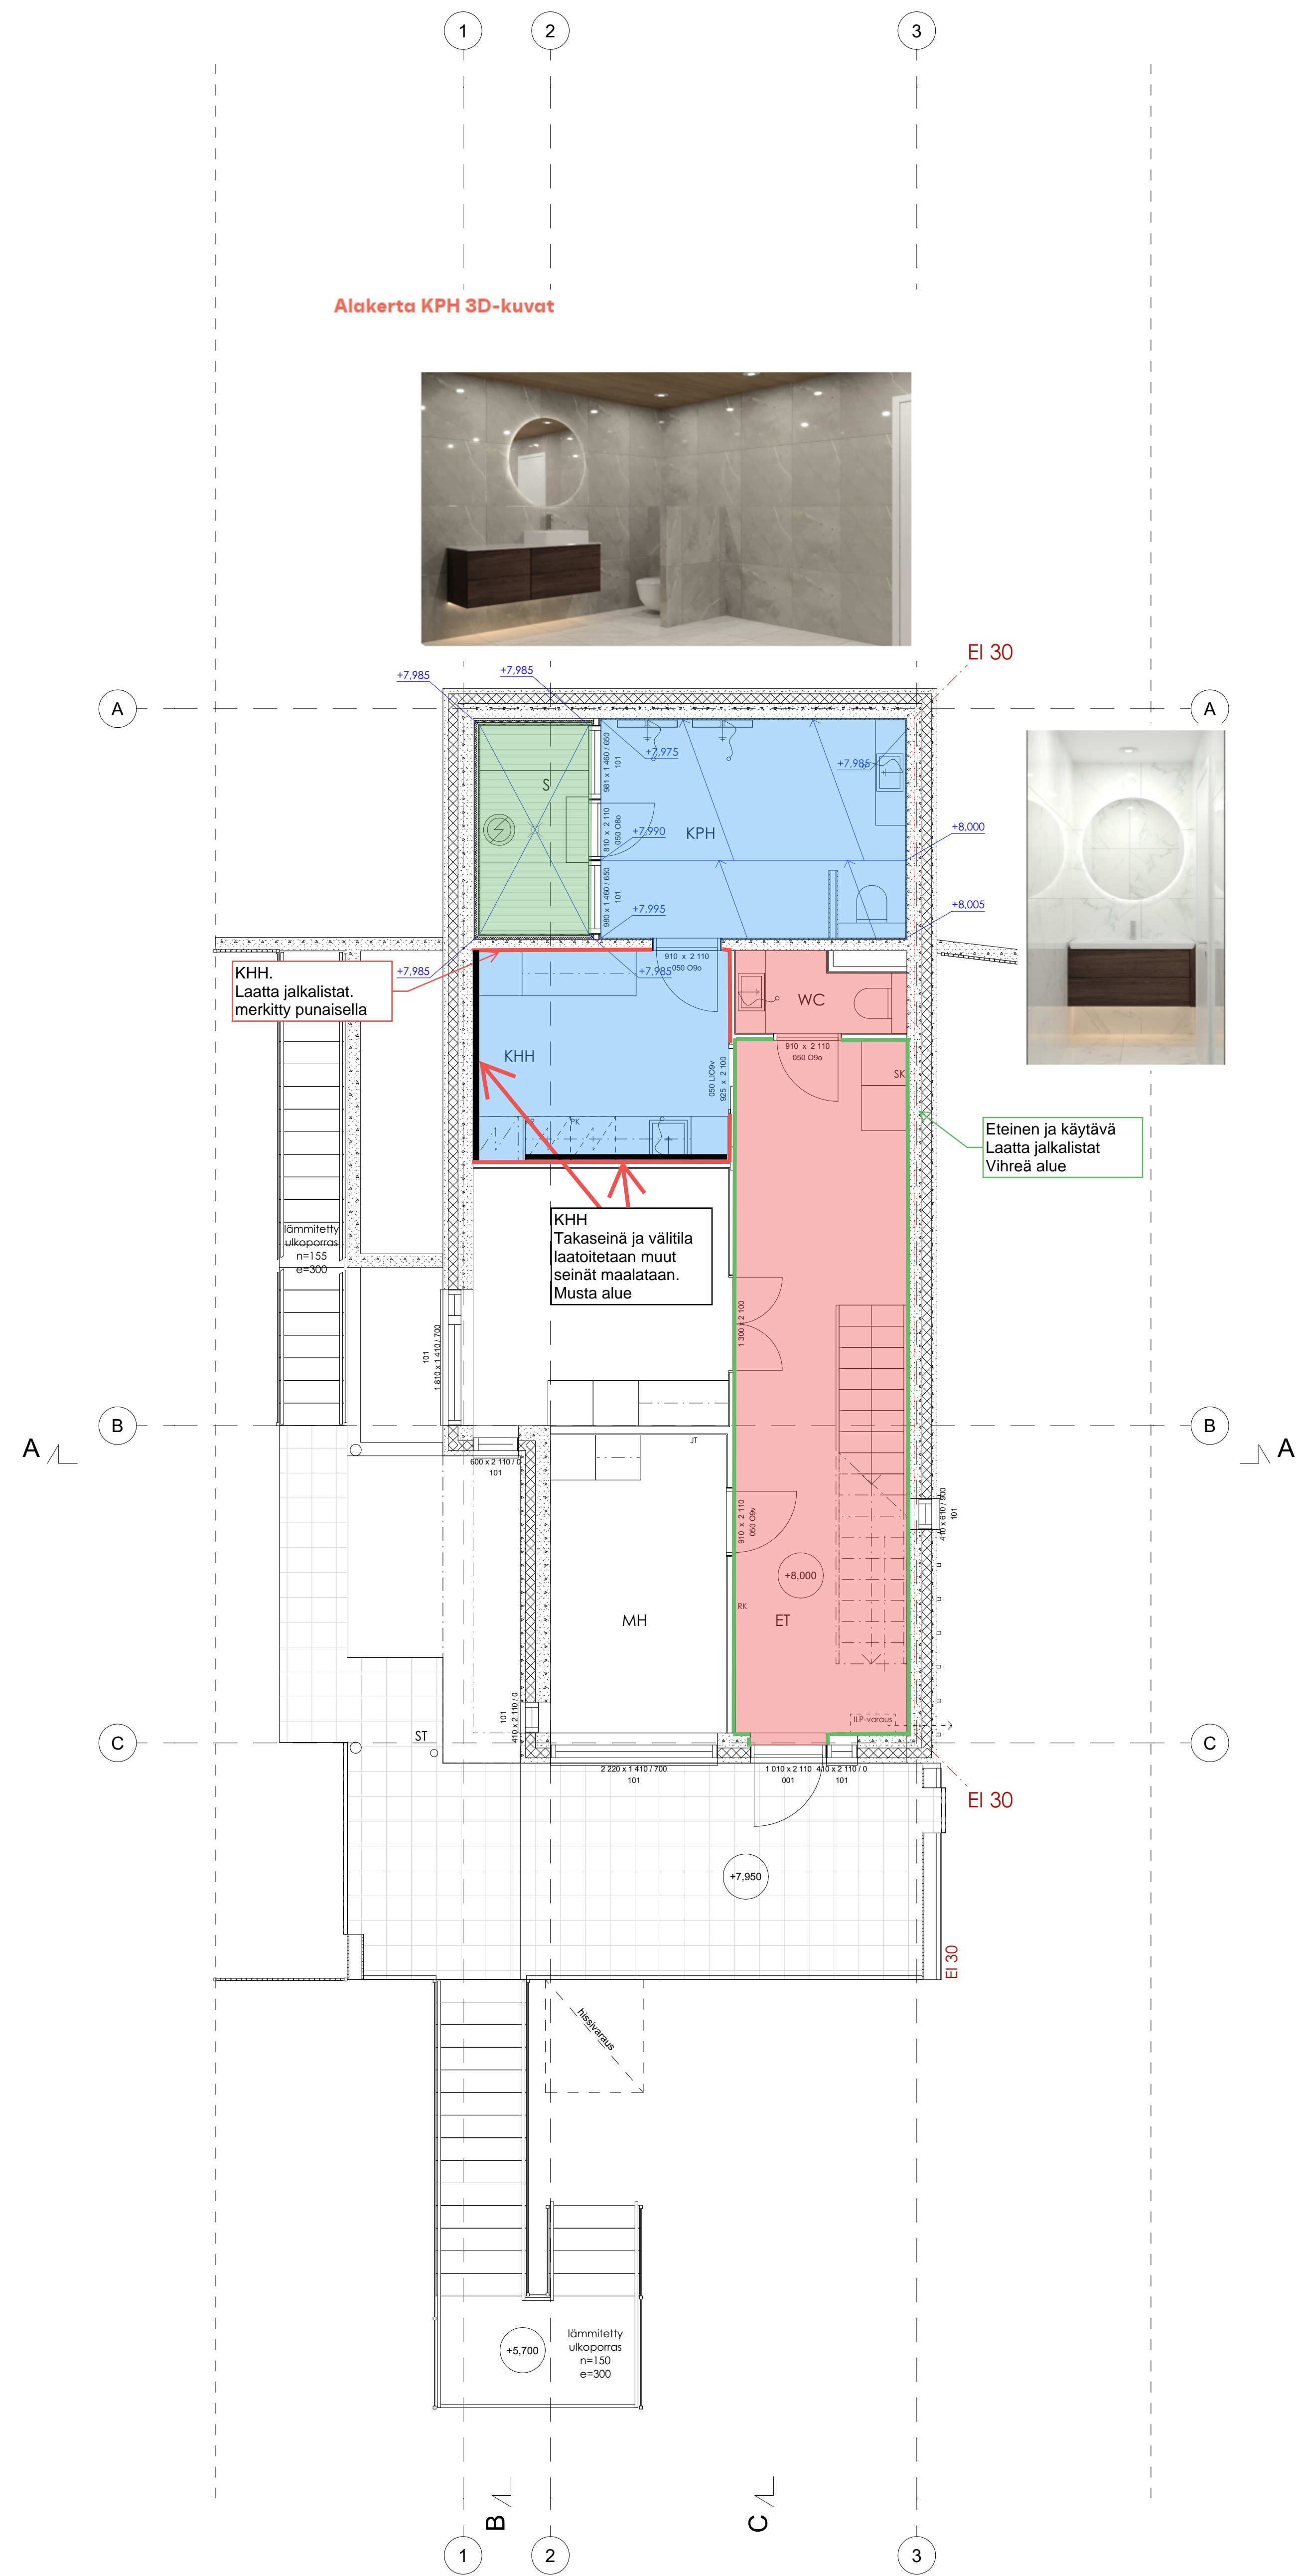 1
2
3
Alakerta KPH 3D-kuvat
EI 30
+7,985
+7,985
A
A
+7,975
+7,985
981 x 1 460 / 650
101
S
810 x 2 110
050 O8o
+7,990
KPH
+8,000
980 x 1 460 / 650
101
+7,995
+8,005
+7,985
+7,985
910 x 2 110
050 O9o
KHH.
Laatta jalkalistat.
merkitty punaisella
WC
KHH
910 x 2 110
050 O9o
050 LIO9v
925 x 2 100
SK
PK
Eteinen ja käytävä
Laatta jalkalistat
Vihreä alue
KHH
Takaseinä ja välitila
laatoitetaan muut
seinät maalataan.
Musta alue
lämmitetty
ulkoporras
n=155
e=300
101
1 810 x 1 410 / 700
1 300 x 2 100
B
B
A
A
JT
600 x 2 110 / 0
101
910 x 2 110
050 O9v
410 x 610 / 900
101
+8,000
RK
MH
ET
101
410 x 2 110 / 0
ILP-varaus
ST
C
C
2 220 x 1 410 / 700
101
1 010 x 2 110
001
410 x 2 110 / 0
101
EI 30
+7,950
EI 30
hissivaraus
+5,700
lämmitetty
ulkoporras
n=150
e=300
B
C
1
2
3